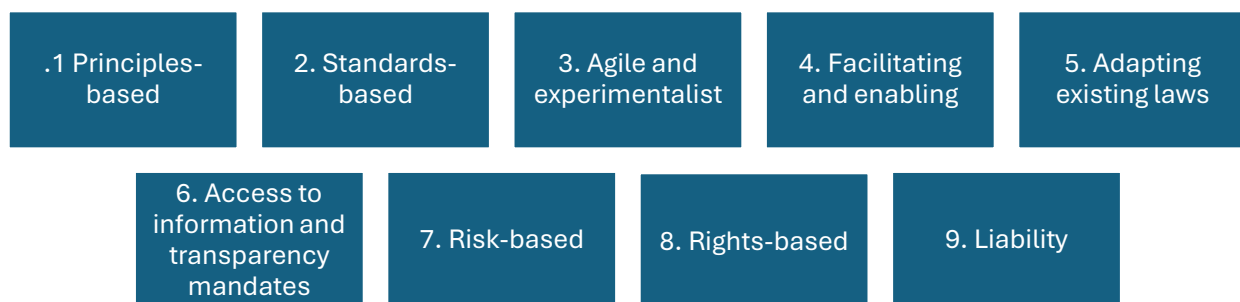 .1 Principles-
based
2. Standards-
based
3. Agile and
experimentalist
4. Facilitating
and enabling
5. Adapting
existing laws
6. Access to
information and
transparency
mandates
7. Risk-based
8. Rights-based
9. Liability